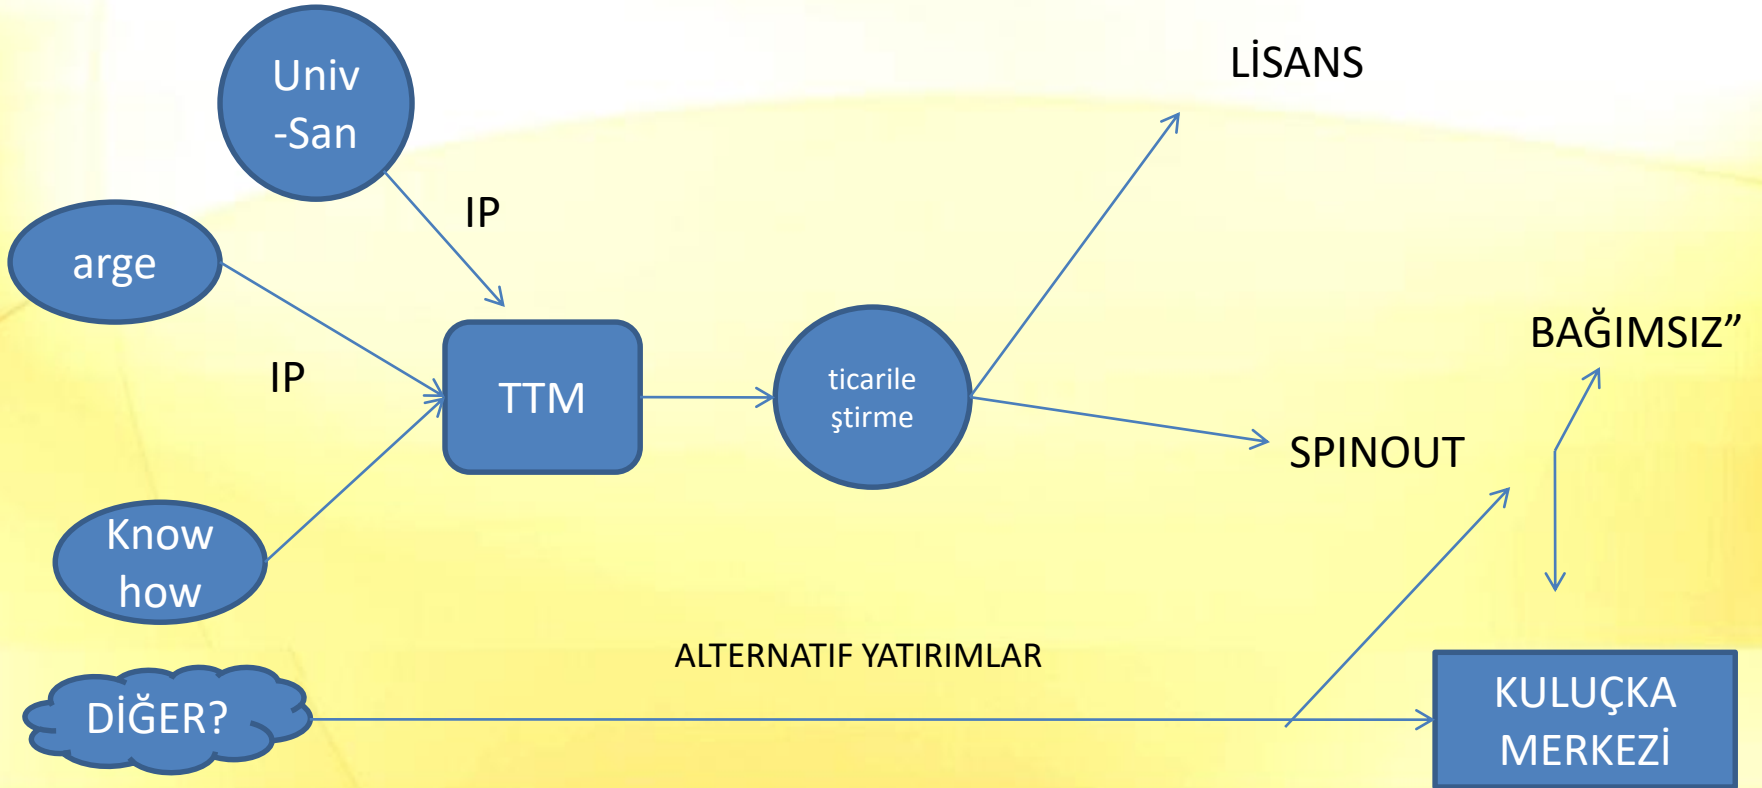 Univ
-San
LİSANS
IP
arge
IP
TTM
ticarile
ştirme
BAĞIMSIZ”
SPINOUT
Know
how
ALTERNATIF YATIRIMLAR
DİĞER?
KULUÇKA
MERKEZİ